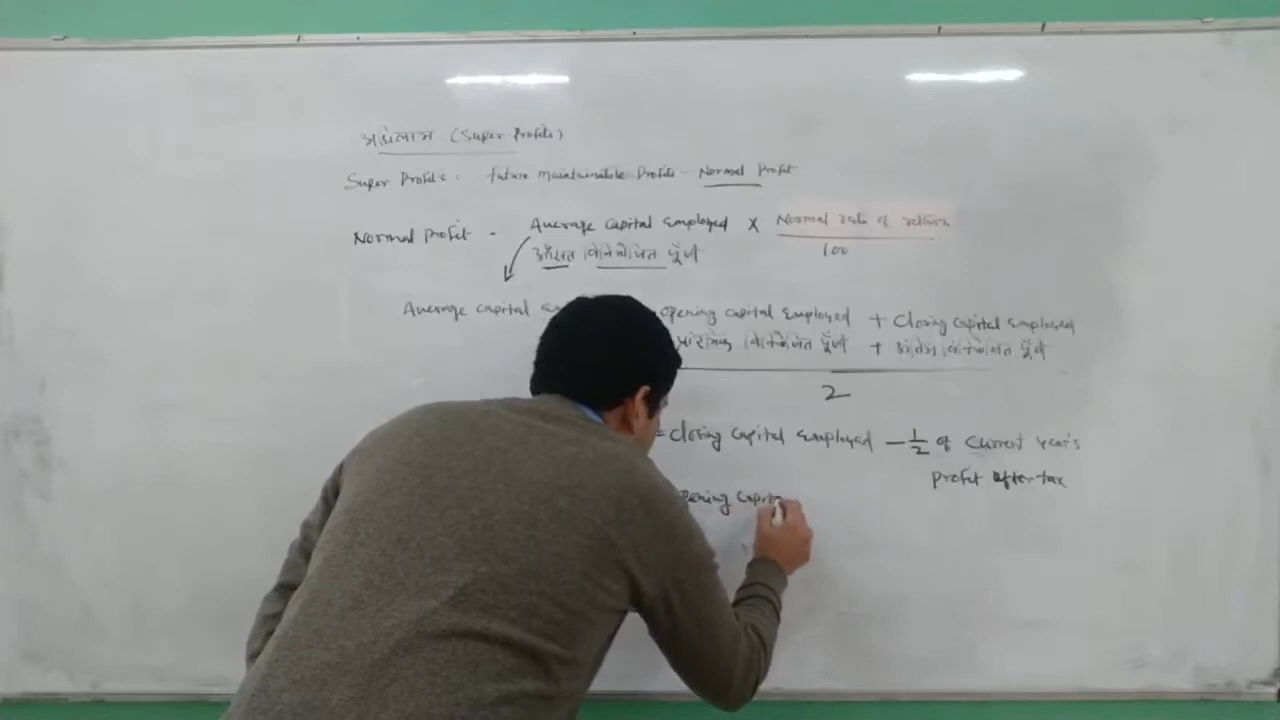 अधिलाभ (Super Profits)
Super Profits = Future maintainable Profits - Normal Profit
Normal Profit = Average Capital Employed × Normal rate of return
औसत विनियोजित पूँजी 100
Average capital opening capital Employed + Closing Capital Employed
प्रारंभिक विनियोजित पूँजी + अंतिम विनियोजित पूँजी
2
= Closing Capital Employed - 1/2 of Current Year's
Profit After tax
pening Capita